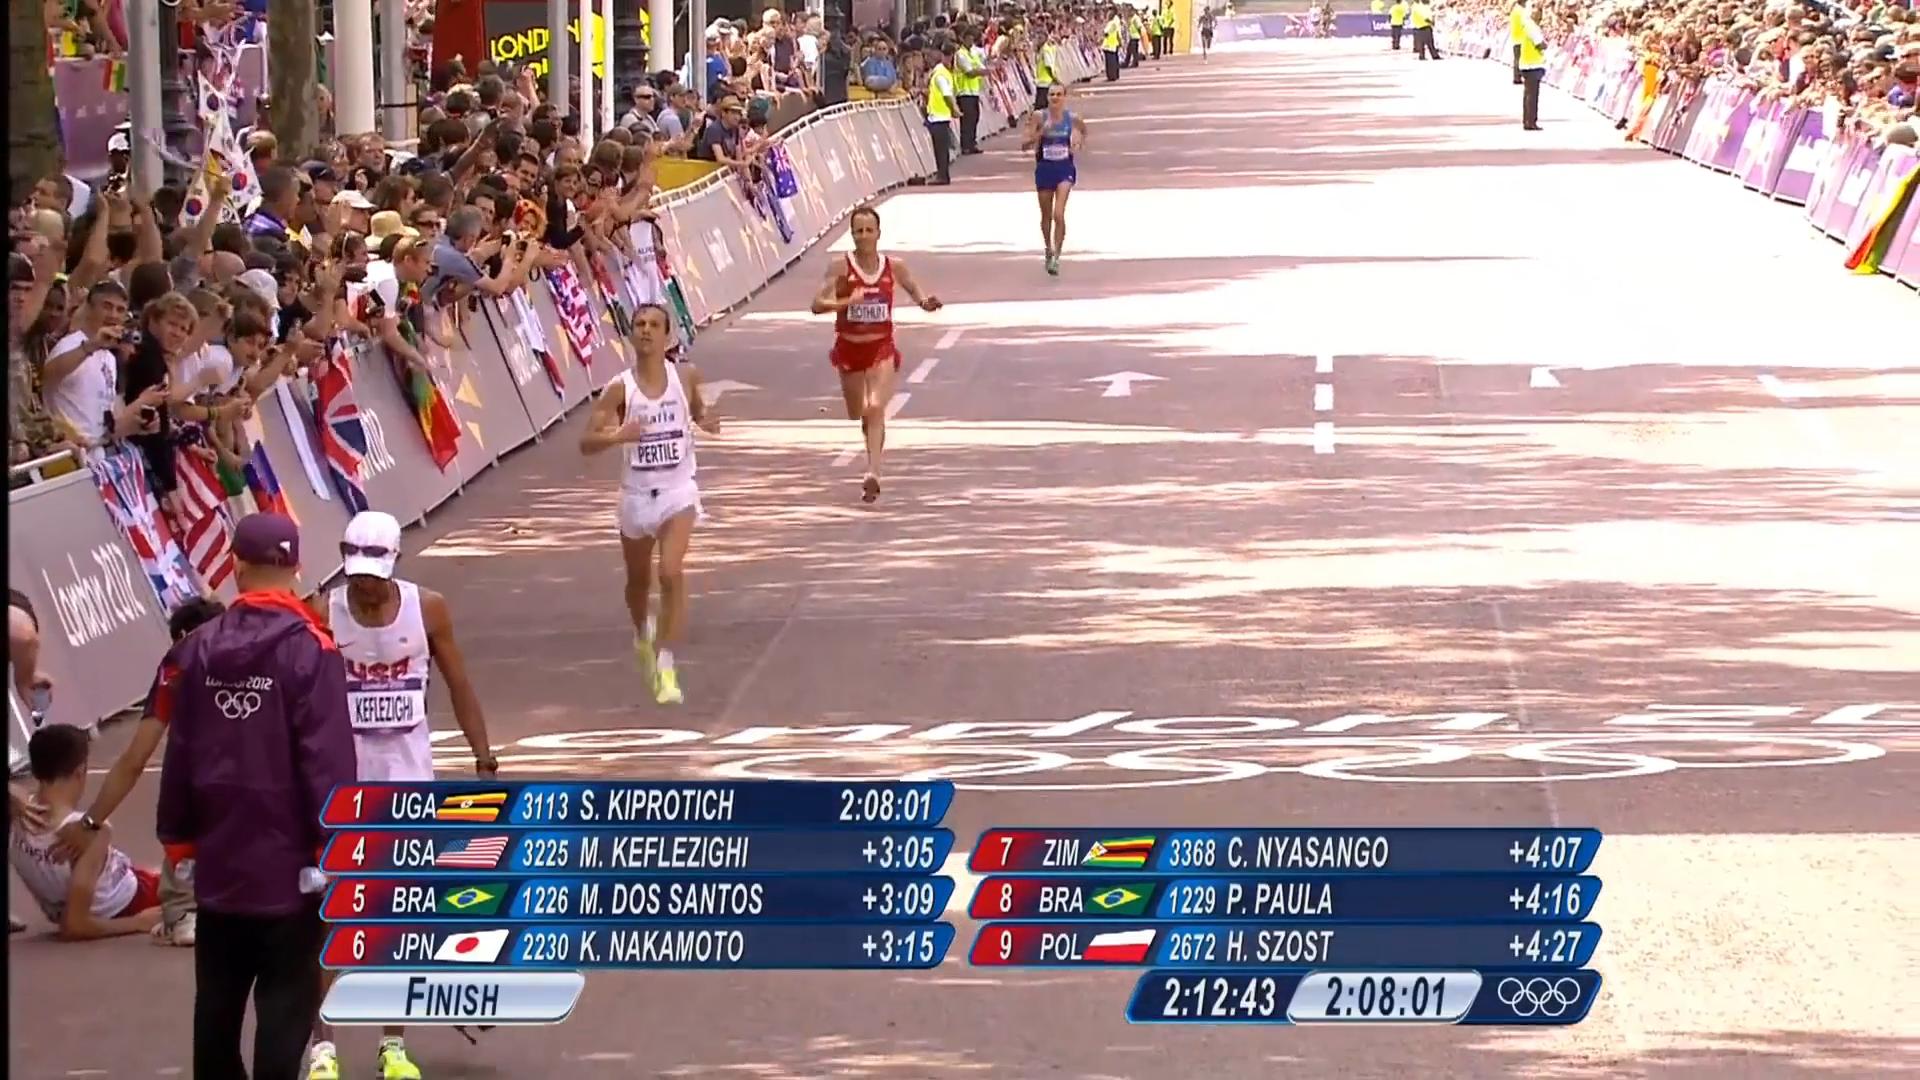 LONDON
PERTILE
ROTHLIN
London 2012
LONDON 2012
USA
KEFLEZIGHI
Italia
London 2012
1 UGA 3113 S. KIPROTICH 2:08:01
4 USA 3225 M. KEFLEZIGHI +3:05
5 BRA 1226 M. DOS SANTOS +3:09
6 JPN 2230 K. NAKAMOTO +3:15
7 ZIM 3368 C. NYASANGO +4:07
8 BRA 1229 P. PAULA +4:16
9 POL 2672 H. SZOST +4:27
FINISH
2:12:43 2:08:01